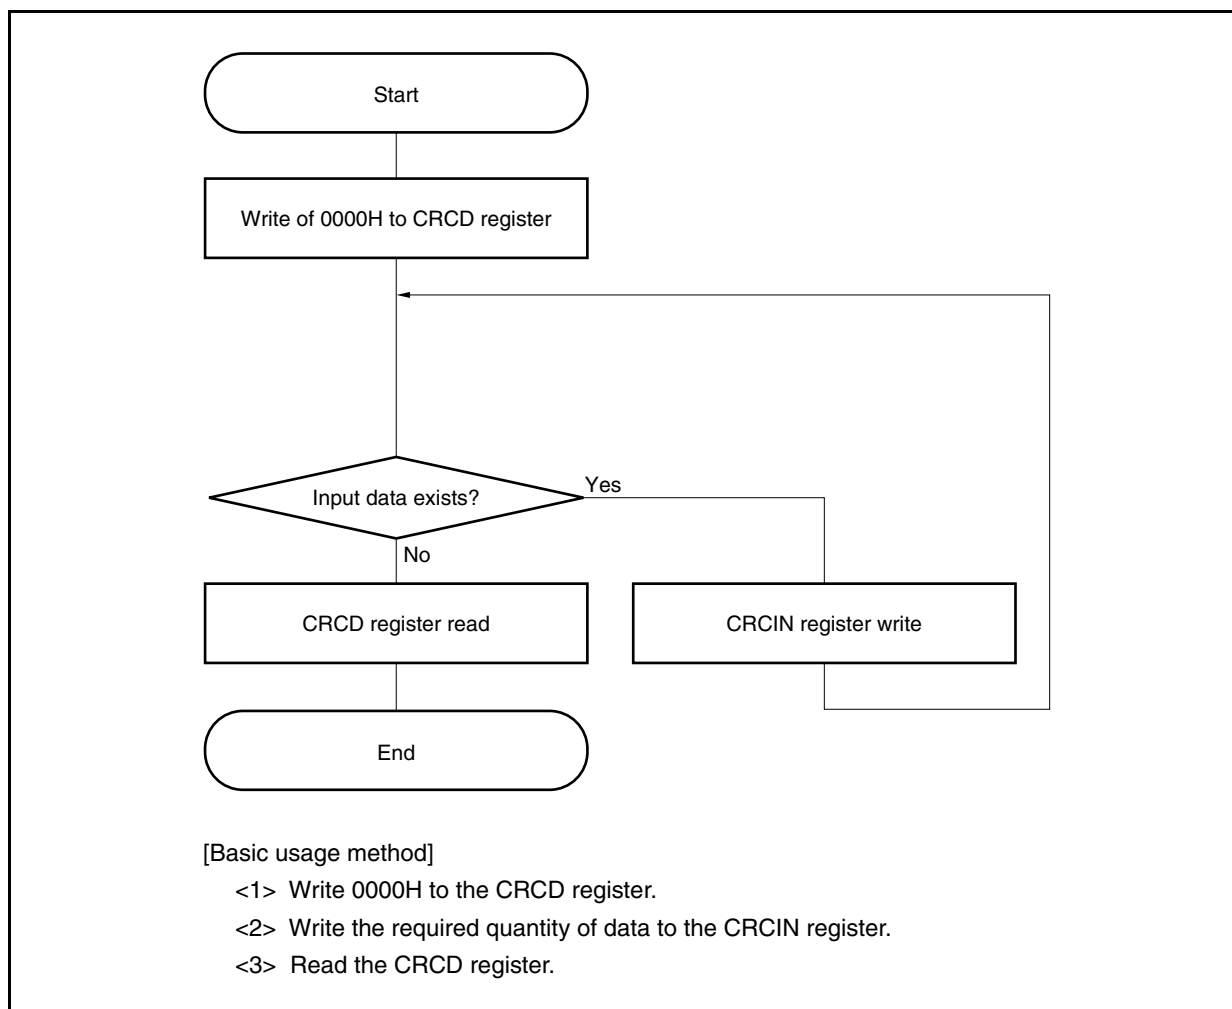 Start
Write of 0000H to CRCD register
Input data exists?
Yes
No
CRCD register read
CRCIN register write
End
[Basic usage method]
<1> Write 0000H to the CRCD register.
<2> Write the required quantity of data to the CRCIN register.
<3> Read the CRCD register.